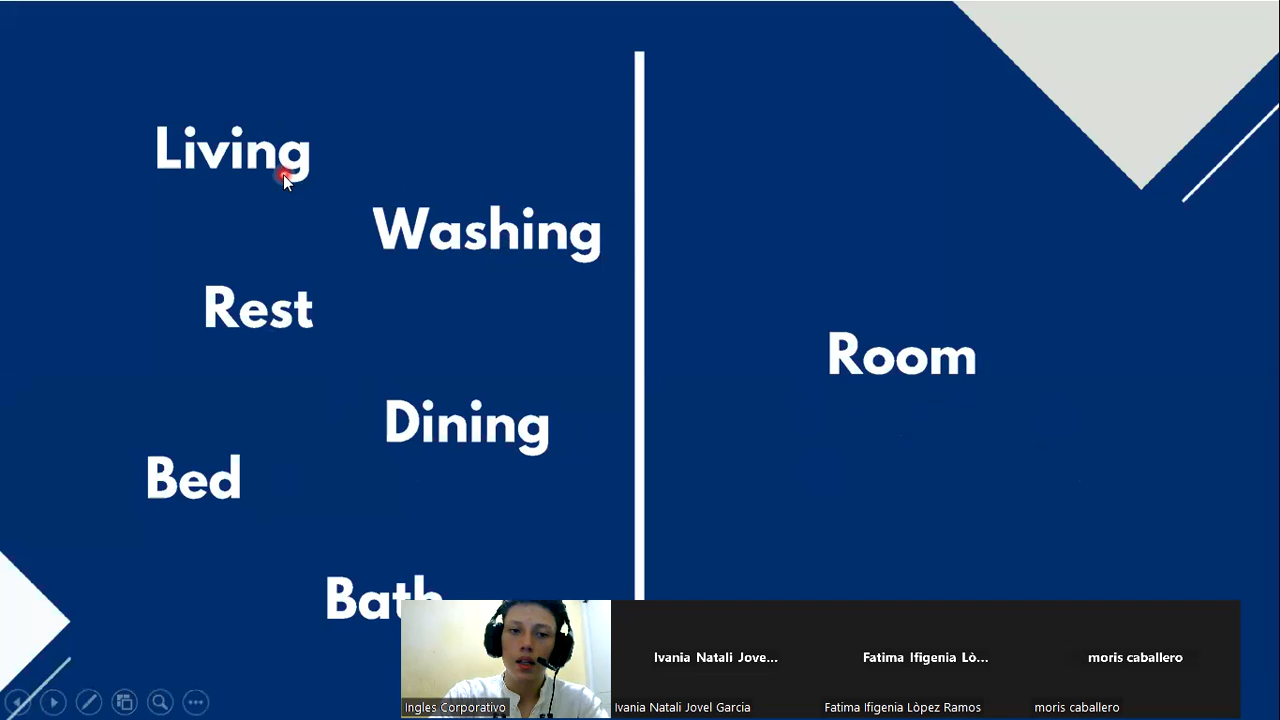 Living
Washing
Rest
Room
Dining
Bed
Bath
Ivania Natali Jove...
Fatima Ifigenia Lò...
moris caballero
Ingles Corporativo
Ivania Natali Jovel Garcia
Fatima Ifigenia Lòpez Ramos
moris caballero